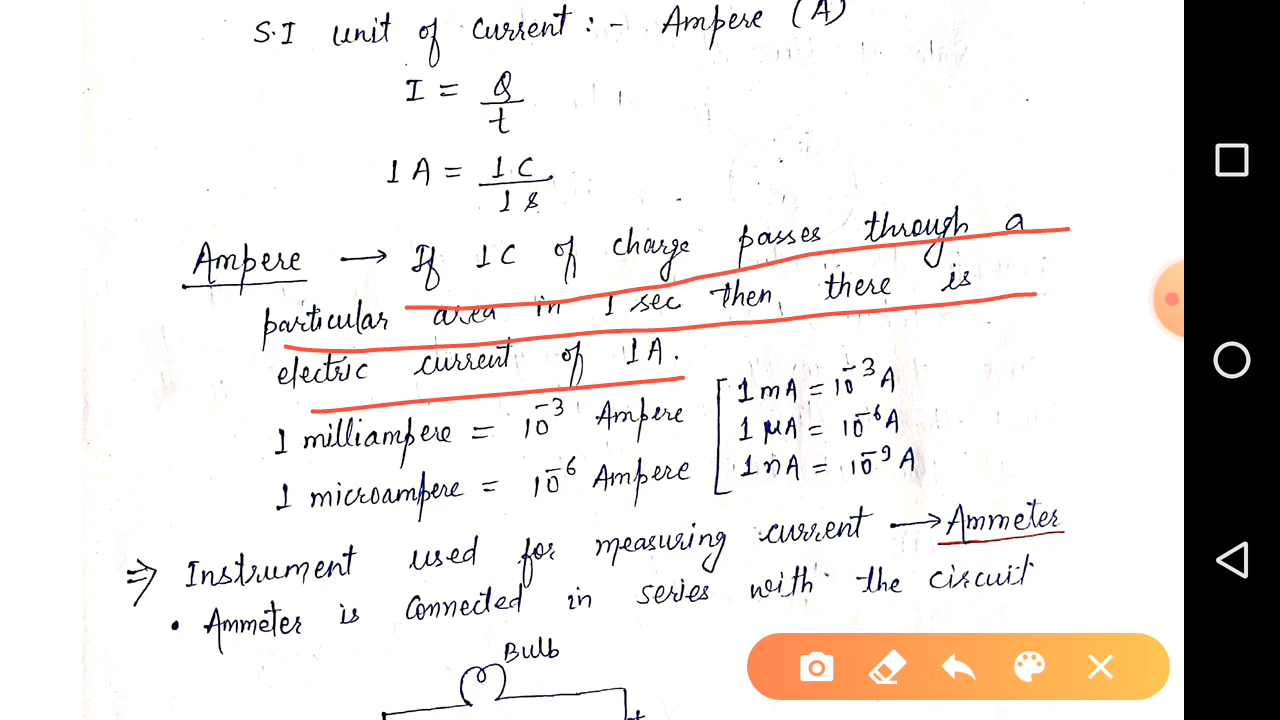 S.I unit of current :- Ampere (A)
I = Q/t
1 A = 1 C/1 s
Ampere → If 1C of charge passes through a
particular area in 1 sec then, there is
electric current of 1A.
1 milliampere = 10⁻³ Ampere
1 microampere = 10⁻⁶ Ampere
[1 mA = 10⁻³ A
1 μA = 10⁻⁶ A
1 nA = 10⁻⁹ A
⇒ Instrument used for measuring current → Ammeter
• Ammeter is connected in series with the circuit
Bulb
+